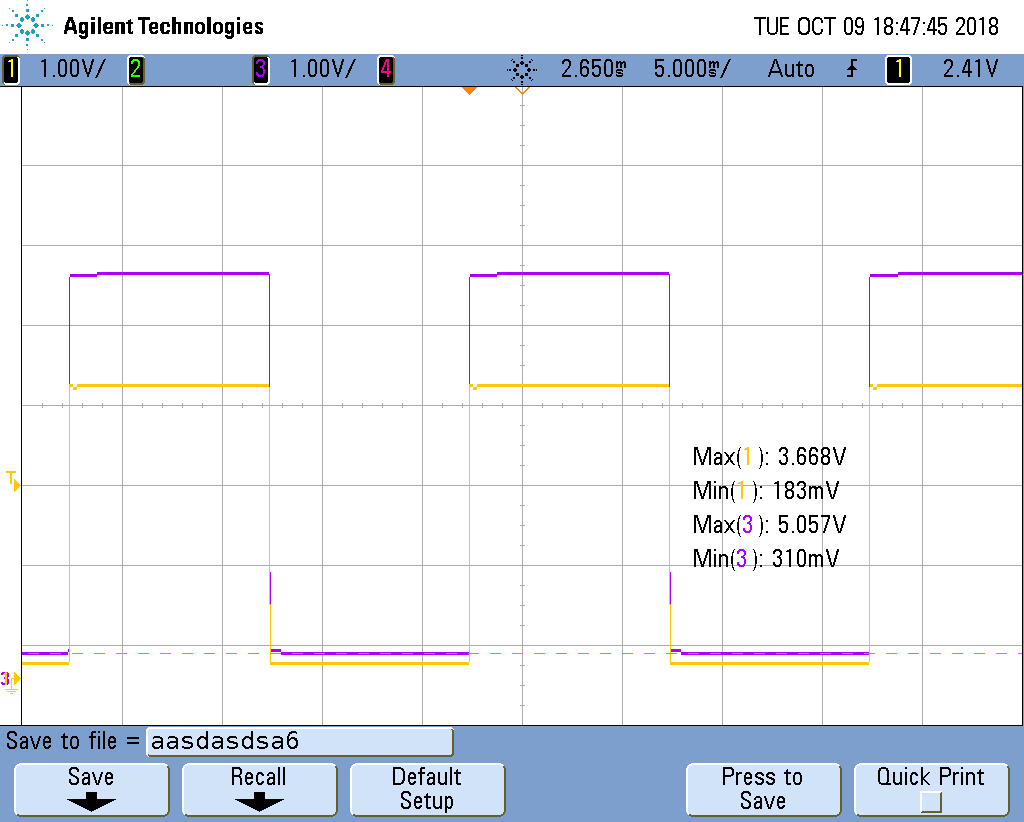 Agilent Technologies TUE OCT 09 18:47:45 2018
1 1.00V/ 2 3 1.00V/ 4 2.650ms 5.000ms/ Auto 1 2.41V
Max(1): 3.668V
T
Min(1): 183mV
Max(3): 5.057V
Min(3): 310mV
3
Save to file = aasdasdsa6
Save Recall Default Setup Press to Save Quick Print